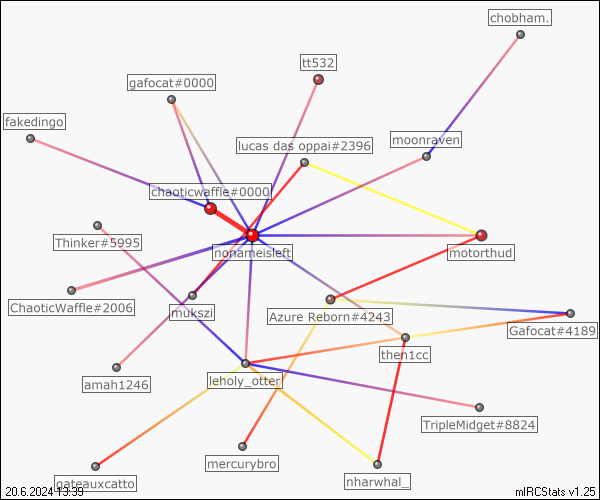 chobham.
tt532
gafocat#0000
fakedingo
lucas das oppai#2396
moonraven
chaoticwaffle#0000
Thinker#5995
nonameisleft
motorthud
ChaoticWaffle#2006
mukszi
Azure Reborn#4243
Gafocat#4189
then1cc
amah1246
leholy_otter
TripleMidget#8824
mercurybro
gateauxcatto
nharwhal_
20.6.2024 13:39
mIRCStats v1.25